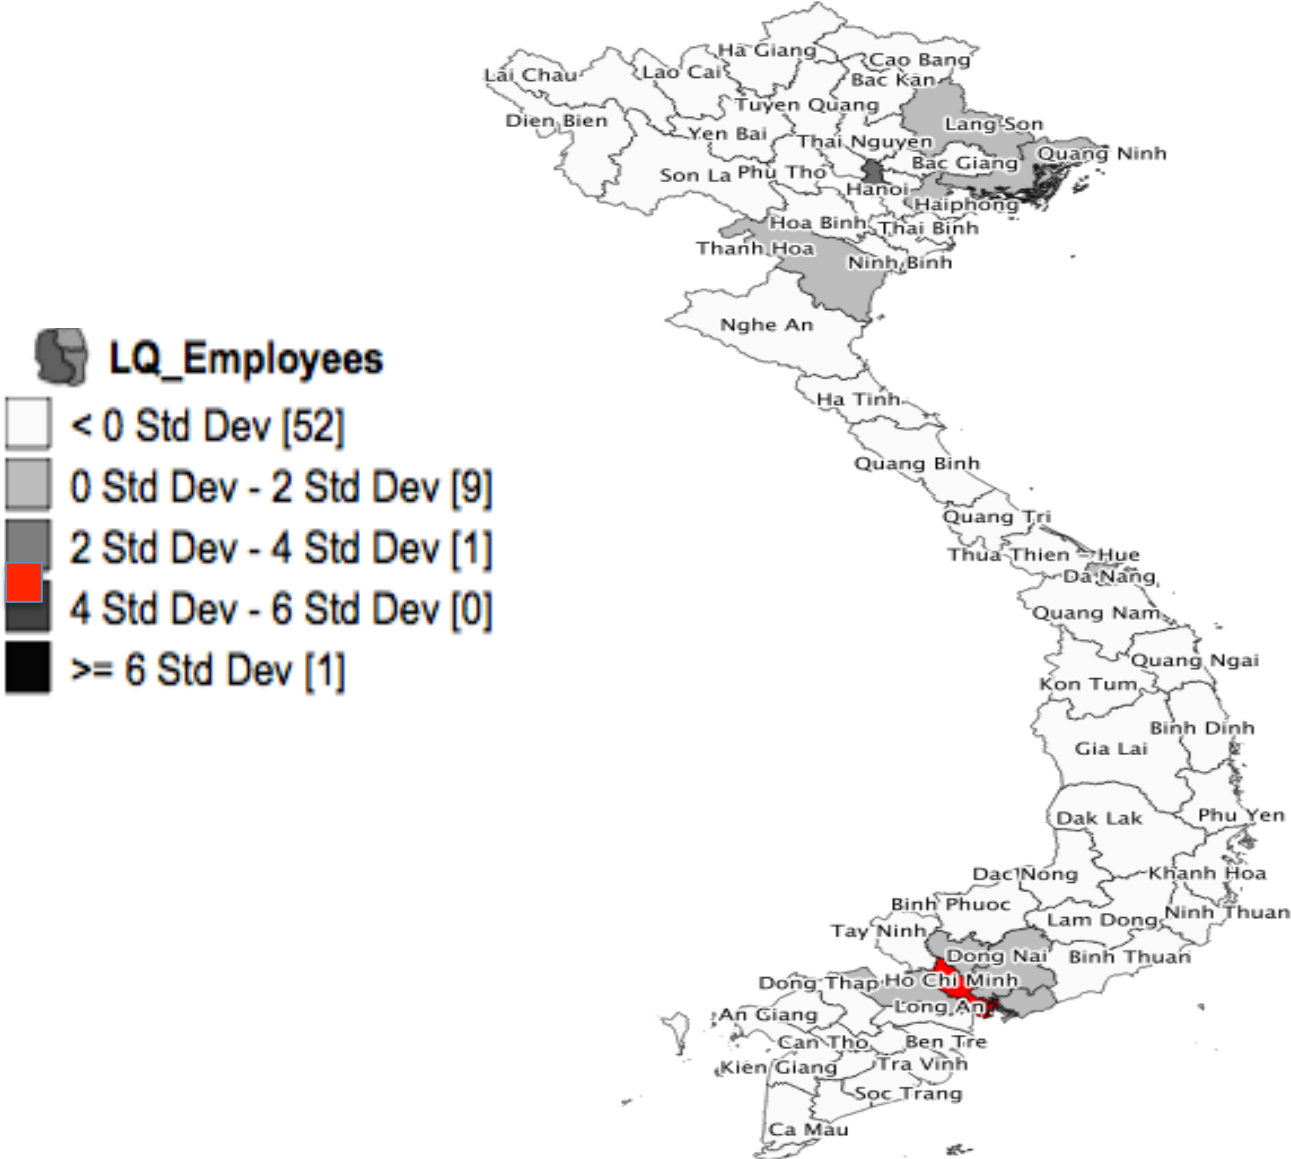 LQ_Employees
< 0 Std Dev [52]
0 Std Dev - 2 Std Dev [9]
2 Std Dev - 4 Std Dev [1]
4 Std Dev - 6 Std Dev [0]
>= 6 Std Dev [1]
Ha Giang
Cao Bang
Lai Chau
Lao Cai
Bac Kan
Tuyen Quang
Dien Bien
Lang Son
Yen Bai
Thai Nguyen
Quang Ninh
Bac Giang
Son La
Phu Tho
Hanoi
Haiphong
Hoa Binh
Thai Binh
Thanh Hoa
Ninh Binh
Nghe An
Ha Tinh
Quang Binh
Quang Tri
Thua Thien - Hue
Da Nang
Quang Nam
Quang Ngai
Kon Tum
Binh Dinh
Gia Lai
Phu Yen
Dak Lak
Dac Nong
Khanh Hoa
Binh Phuoc
Lam Dong
Ninh Thuan
Tay Ninh
Dong Nai
Binh Thuan
Dong Thap
Ho Chi Minh
Long An
An Giang
Can Tho
Ben Tre
Kien Giang
Tra Vinh
Soc Trang
Ca Mau